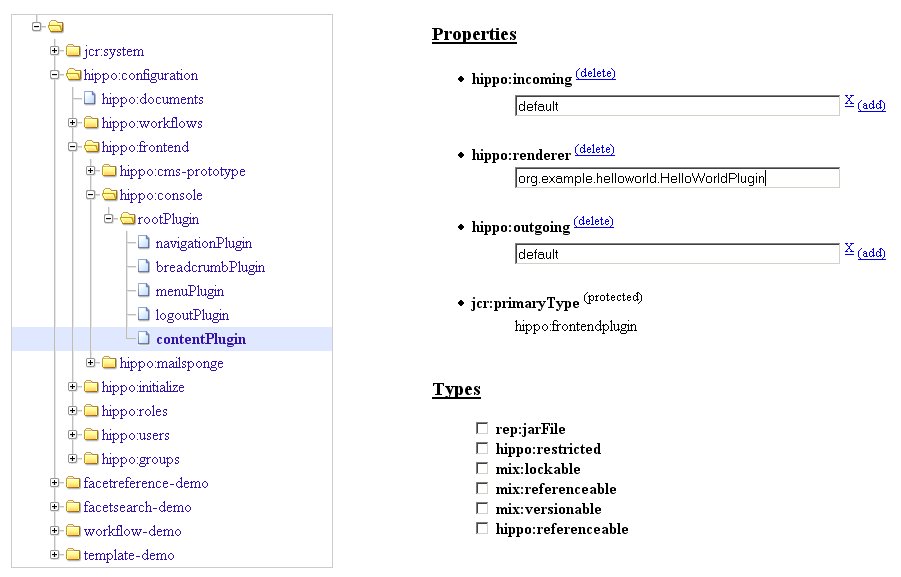 jcr:system
hippo:configuration
hippo:documents
hippo:workflows
hippo:frontend
hippo:cms-prototype
hippo:console
rootPlugin
navigationPlugin
breadcrumbPlugin
menuPlugin
logoutPlugin
contentPlugin
hippo:mailsponge
hippo:initialize
hippo:roles
hippo:users
hippo:groups
facetreference-demo
facetsearch-demo
workflow-demo
template-demo
Properties
hippo:incoming (delete)
default X (add)
hippo:renderer (delete)
org.example.helloworld.HelloWorldPlugin
hippo:outgoing (delete)
default X (add)
jcr:primaryType (protected)
hippo:frontendplugin
Types
rep:jarFile
hippo:restricted
mix:lockable
mix:referenceable
mix:versionable
hippo:referenceable